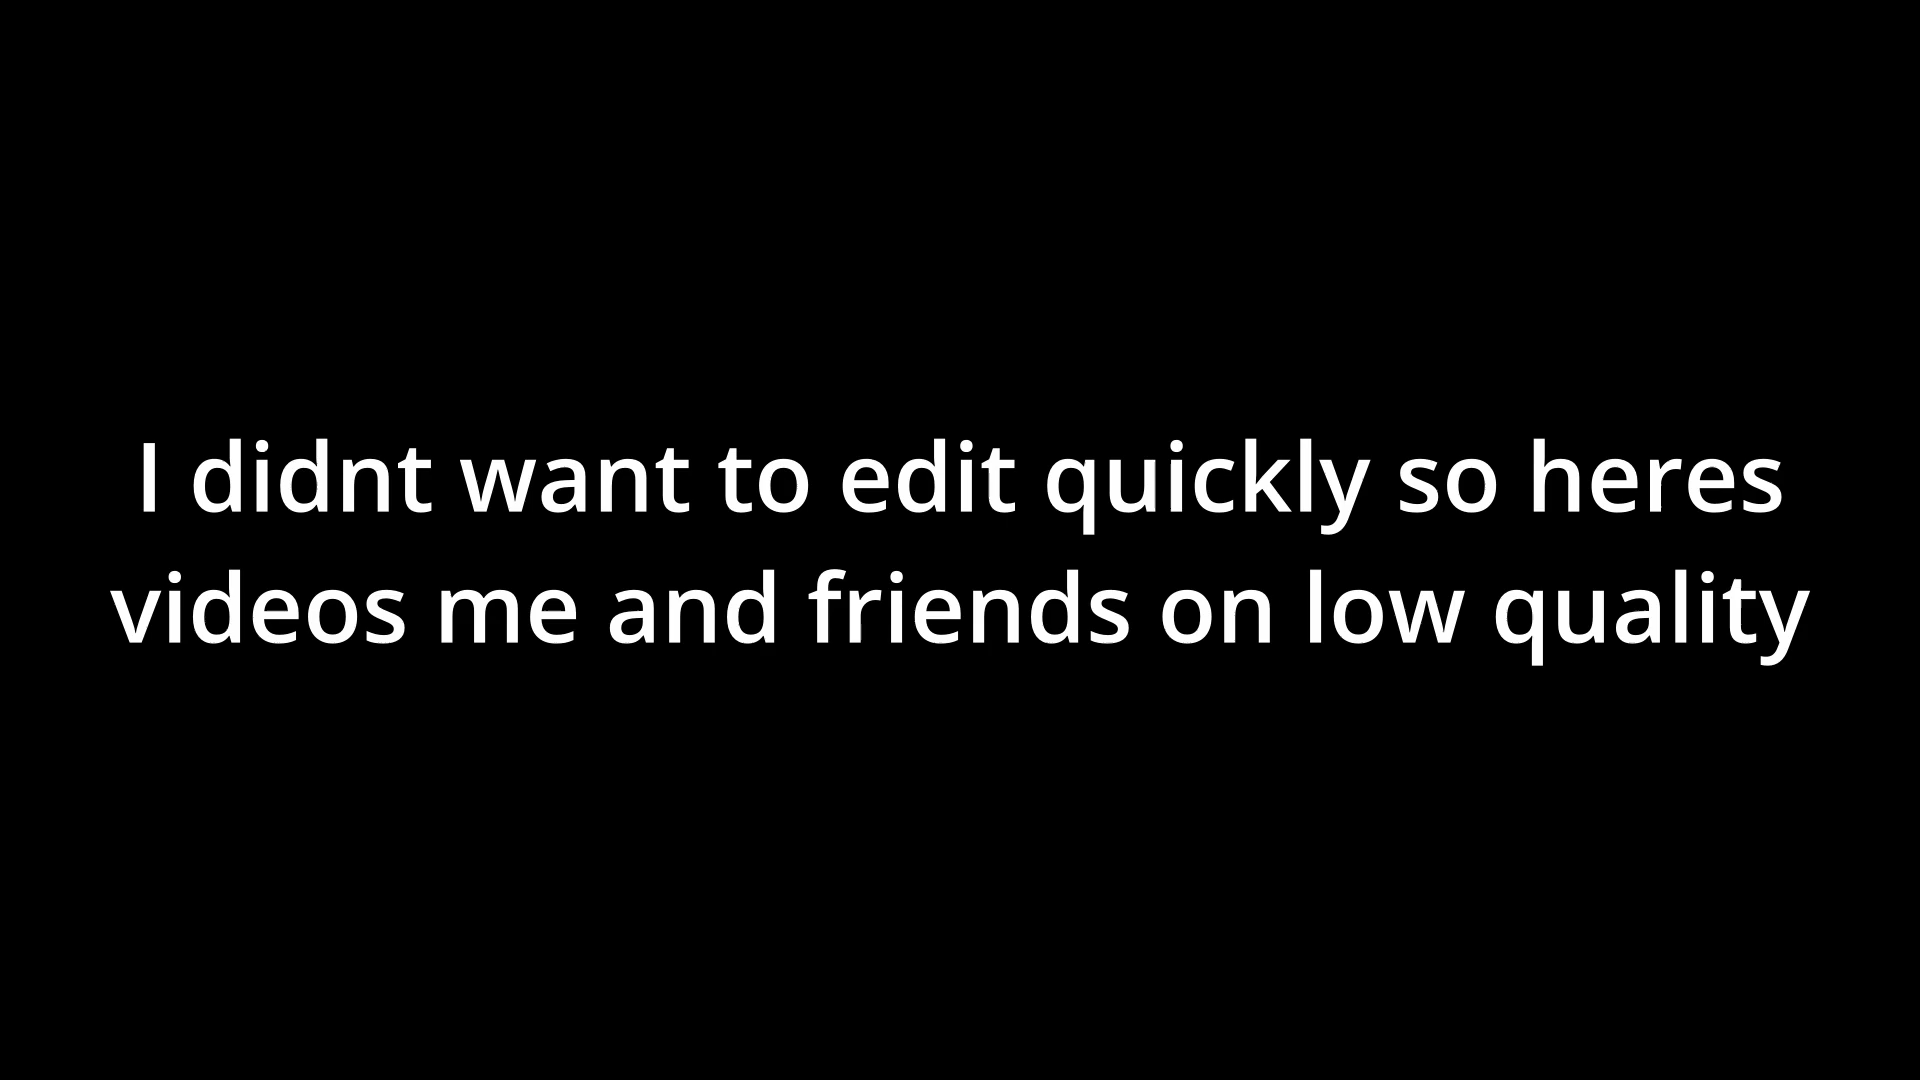 I didnt want to edit quickly so heres
videos me and friends on low quality